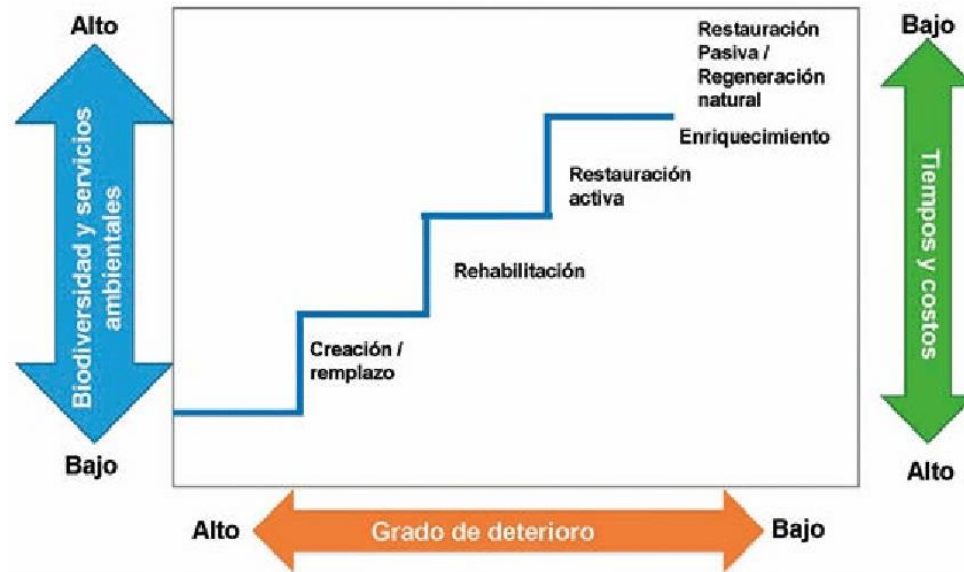 Alto
Biodiversidad y servicios
ambientales
Bajo
Restauración
Pasiva /
Regeneración
natural
Enriquecimiento
Restauración
activa
Rehabilitación
Creación /
remplazo
Bajo
Tiempos y costos
Alto
Alto
Grado de deterioro
Bajo